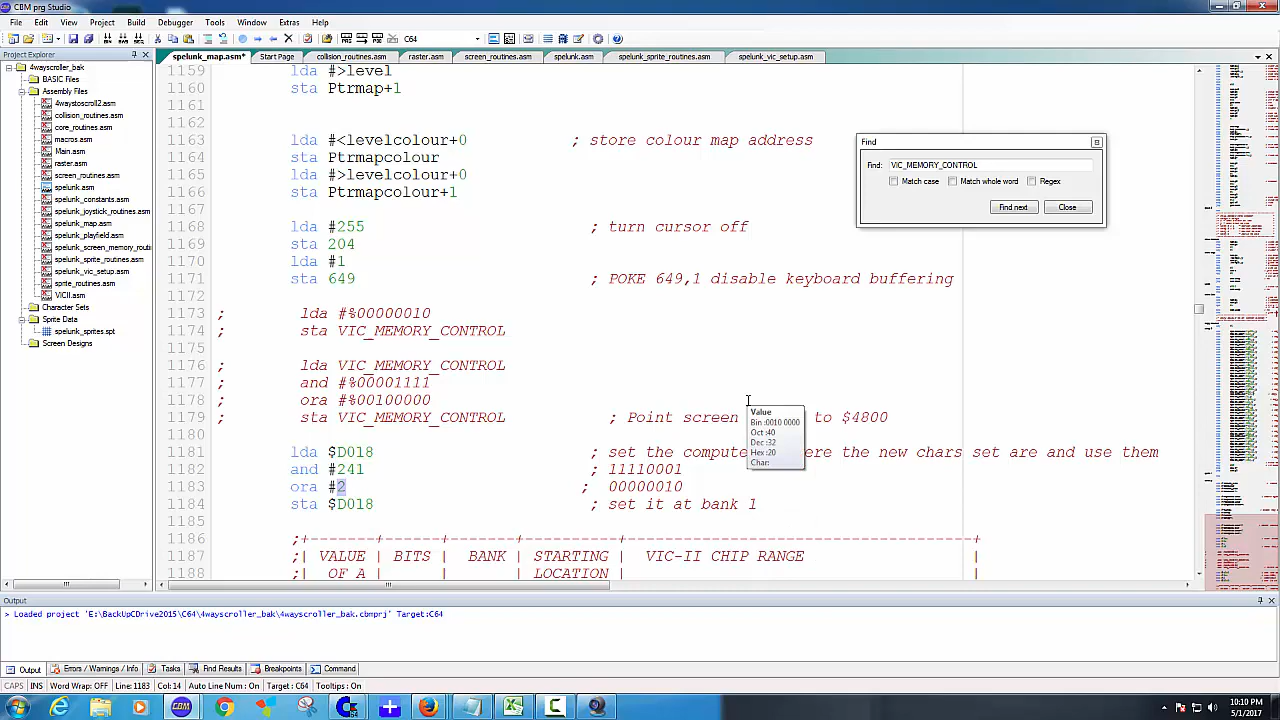 CBM prg Studio
File Edit View Project Build Debugger Tools Window Extras Help
C64
Project Explorer
spelunk_map.asm* Start Page collision_routines.asm raster.asm screen_routines.asm spelunk.asm spelunk_sprite_routines.asm spelunk_vic_setup.asm
4wayscroller_bak
BASIC Files
Assembly Files
4waystoscroll2.asm
collision_routines.asm
core_routines.asm
macros.asm
Main.asm
raster.asm
screen_routines.asm
spelunk.asm
spelunk_constants.asm
spelunk_joystick_routines.asm
spelunk_map.asm
spelunk_playfield.asm
spelunk_screen_memory_routi
spelunk_sprite_routines.asm
spelunk_vic_setup.asm
sprite_routines.asm
VICII.asm
Character Sets
Sprite Data
spelunk_sprites.spt
Screen Designs
1159 lda #>level
1160 sta Ptrmap+1
1161
1162
1163 lda #<levelcolour+0 ; store colour map address
1164 sta Ptrmapcolour
1165 lda #>levelcolour+0
1166 sta Ptrmapcolour+1
1167
1168 lda #255 ; turn cursor off
1169 sta 204
1170 lda #1
1171 sta 649 ; POKE 649,1 disable keyboard buffering
1172
1173 ; lda #%00000010
1174 ; sta VIC_MEMORY_CONTROL
1175
1176 ; lda VIC_MEMORY_CONTROL
1177 ; and #%00001111
1178 ; ora #%00100000
1179 ; sta VIC_MEMORY_CONTROL ; Point screen to $4800
1180
1181 lda $D018 ; set the compute ere the new chars set are and use them
1182 and #241 ; 11110001
1183 ora #2 ; 00000010
1184 sta $D018 ; set it at bank 1
1185
1186 ;+-------+------+-------+----------+--------------------------------------+
1187 ;| VALUE | BITS | BANK | STARTING | VIC-II CHIP RANGE |
1188 ;| OF A | | | LOCATION | |
Find
Find: VIC_MEMORY_CONTROL
Match case Match whole word Regex
Find next Close
Value
Bin :0010 0000
Oct :40
Dec :32
Hex :20
Char:
Output
> Loaded project 'E:\BackUpCDrive2015\C64\4wayscroller_bak\4wayscroller_bak.cbmprj' Target:C64
Output Errors / Warnings / Info Tasks Find Results Breakpoints Command
CAPS INS Word Wrap: OFF Line: 1183 Col: 14 Auto Line Num : On Target : C64 Tooltips : On
10:10 PM
5/1/2017